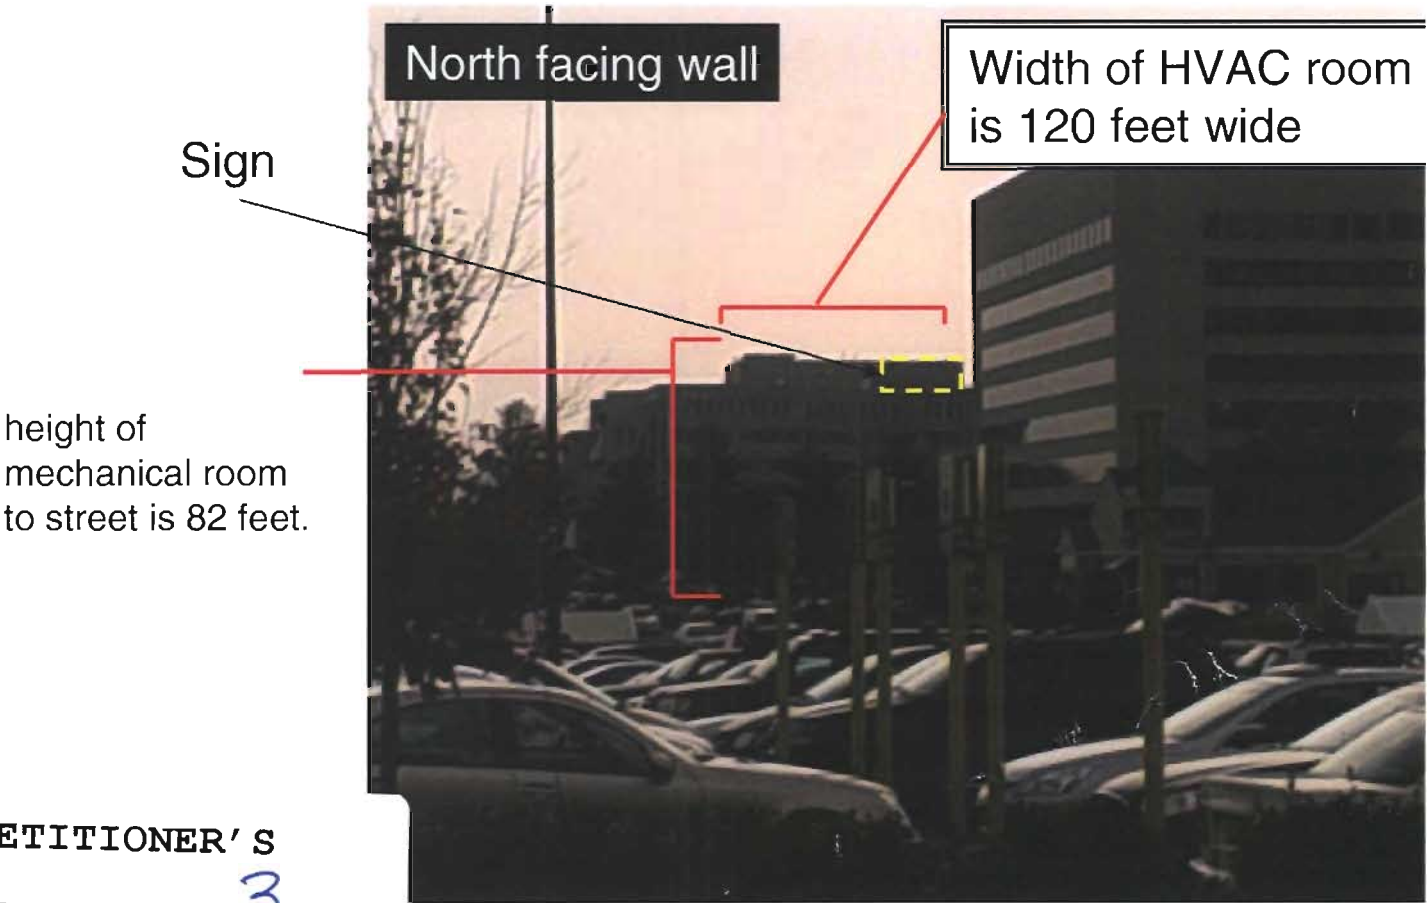 North facing wall
Width of HVAC room
is 120 feet wide
Sign
height of
mechanical room
to street is 82 feet.
ETITIONER'S
3